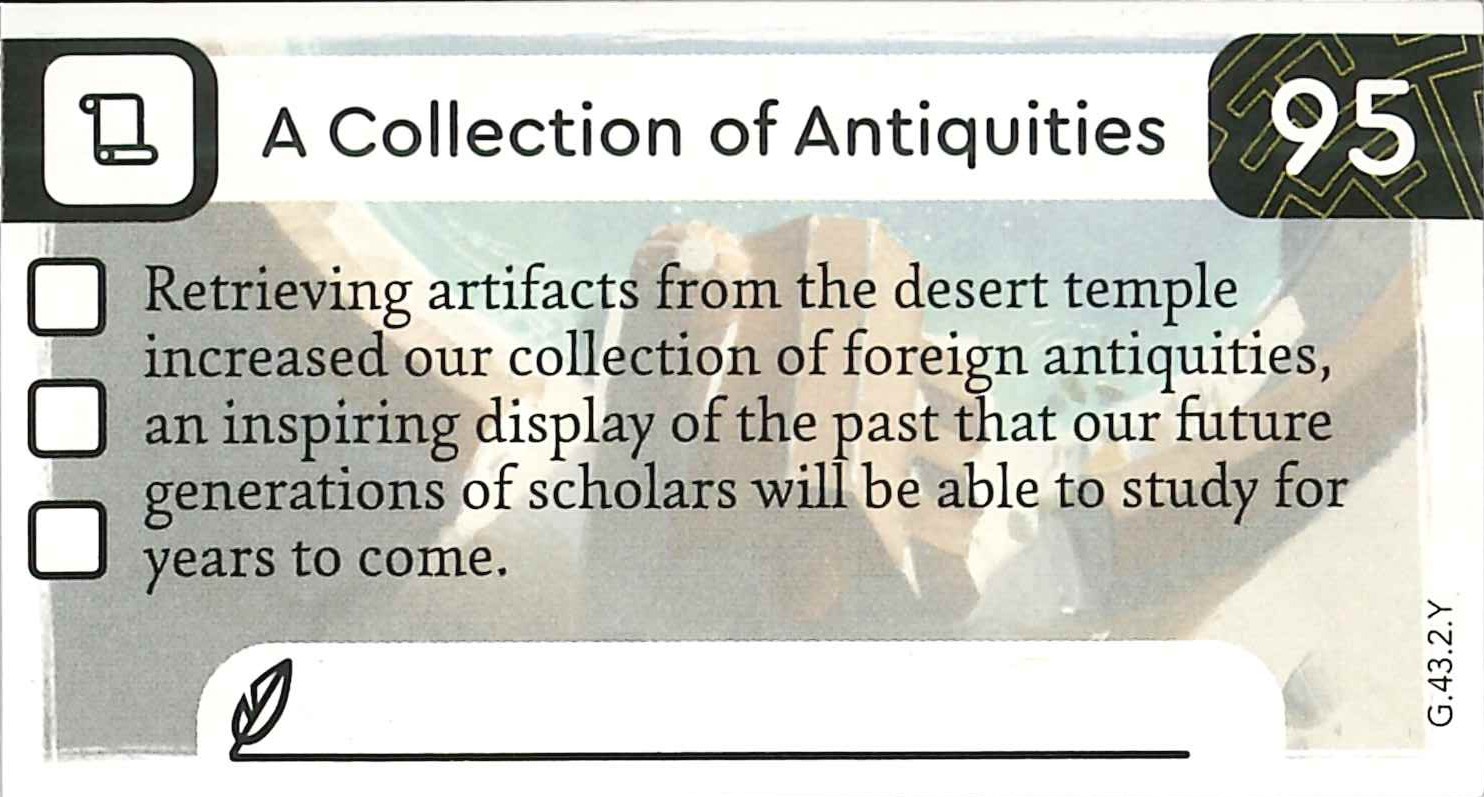 A Collection of Antiquities
95
Retrieving artifacts from the desert temple
increased our collection of foreign antiquities,
an inspiring display of the past that our future
generations of scholars will be able to study for
years to come.
G.43.2.Y